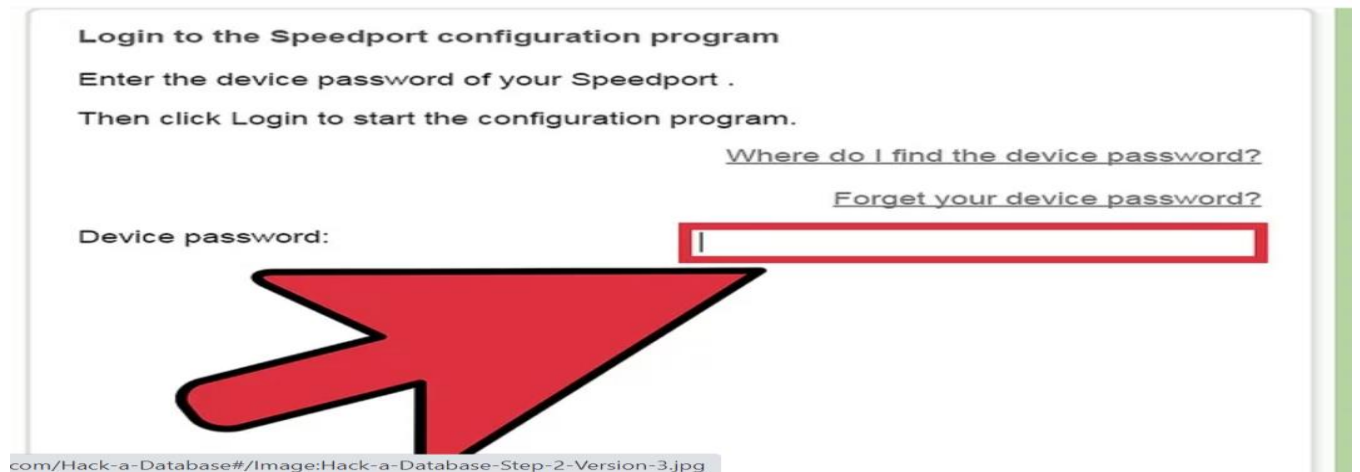 Login to the Speedport configuration program
Enter the device password of your Speedport .
Then click Login to start the configuration program.
Where do I find the device password?
Forget your device password?
Device password:
com/Hack-a-Database#/Image:Hack-a-Database-Step-2-Version-3.jpg